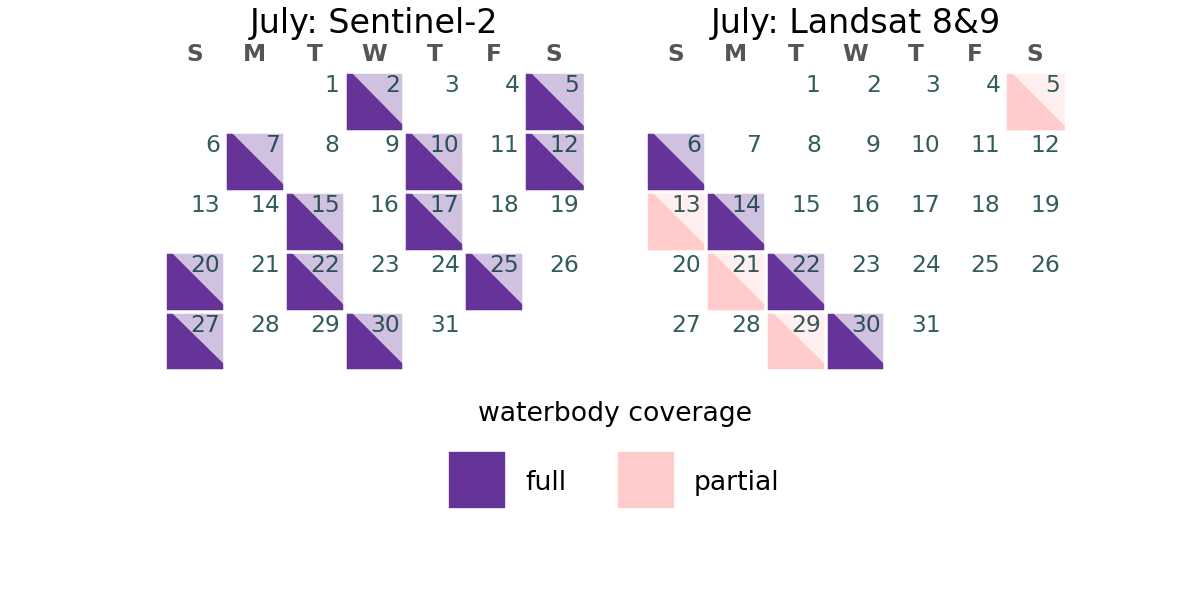 July: Sentinel-2
S M T W T F S
1 2 3 4 5
6 7 8 9 10 11 12
13 14 15 16 17 18 19
20 21 22 23 24 25 26
27 28 29 30 31
July: Landsat 8&9
S M T W T F S
1 2 3 4 5
6 7 8 9 10 11 12
13 14 15 16 17 18 19
20 21 22 23 24 25 26
27 28 29 30 31
waterbody coverage
full partial